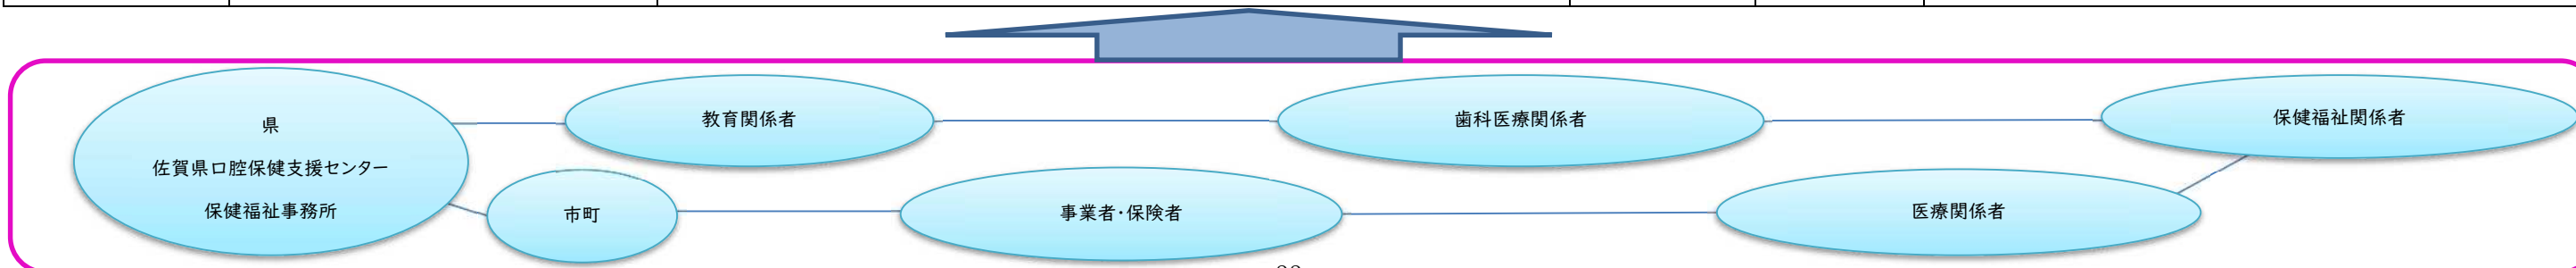 県
佐賀県口腔保健支援センター
保健福祉事務所
教育関係者
歯科医療関係者
保健福祉関係者
市町
事業者・保険者
医療関係者